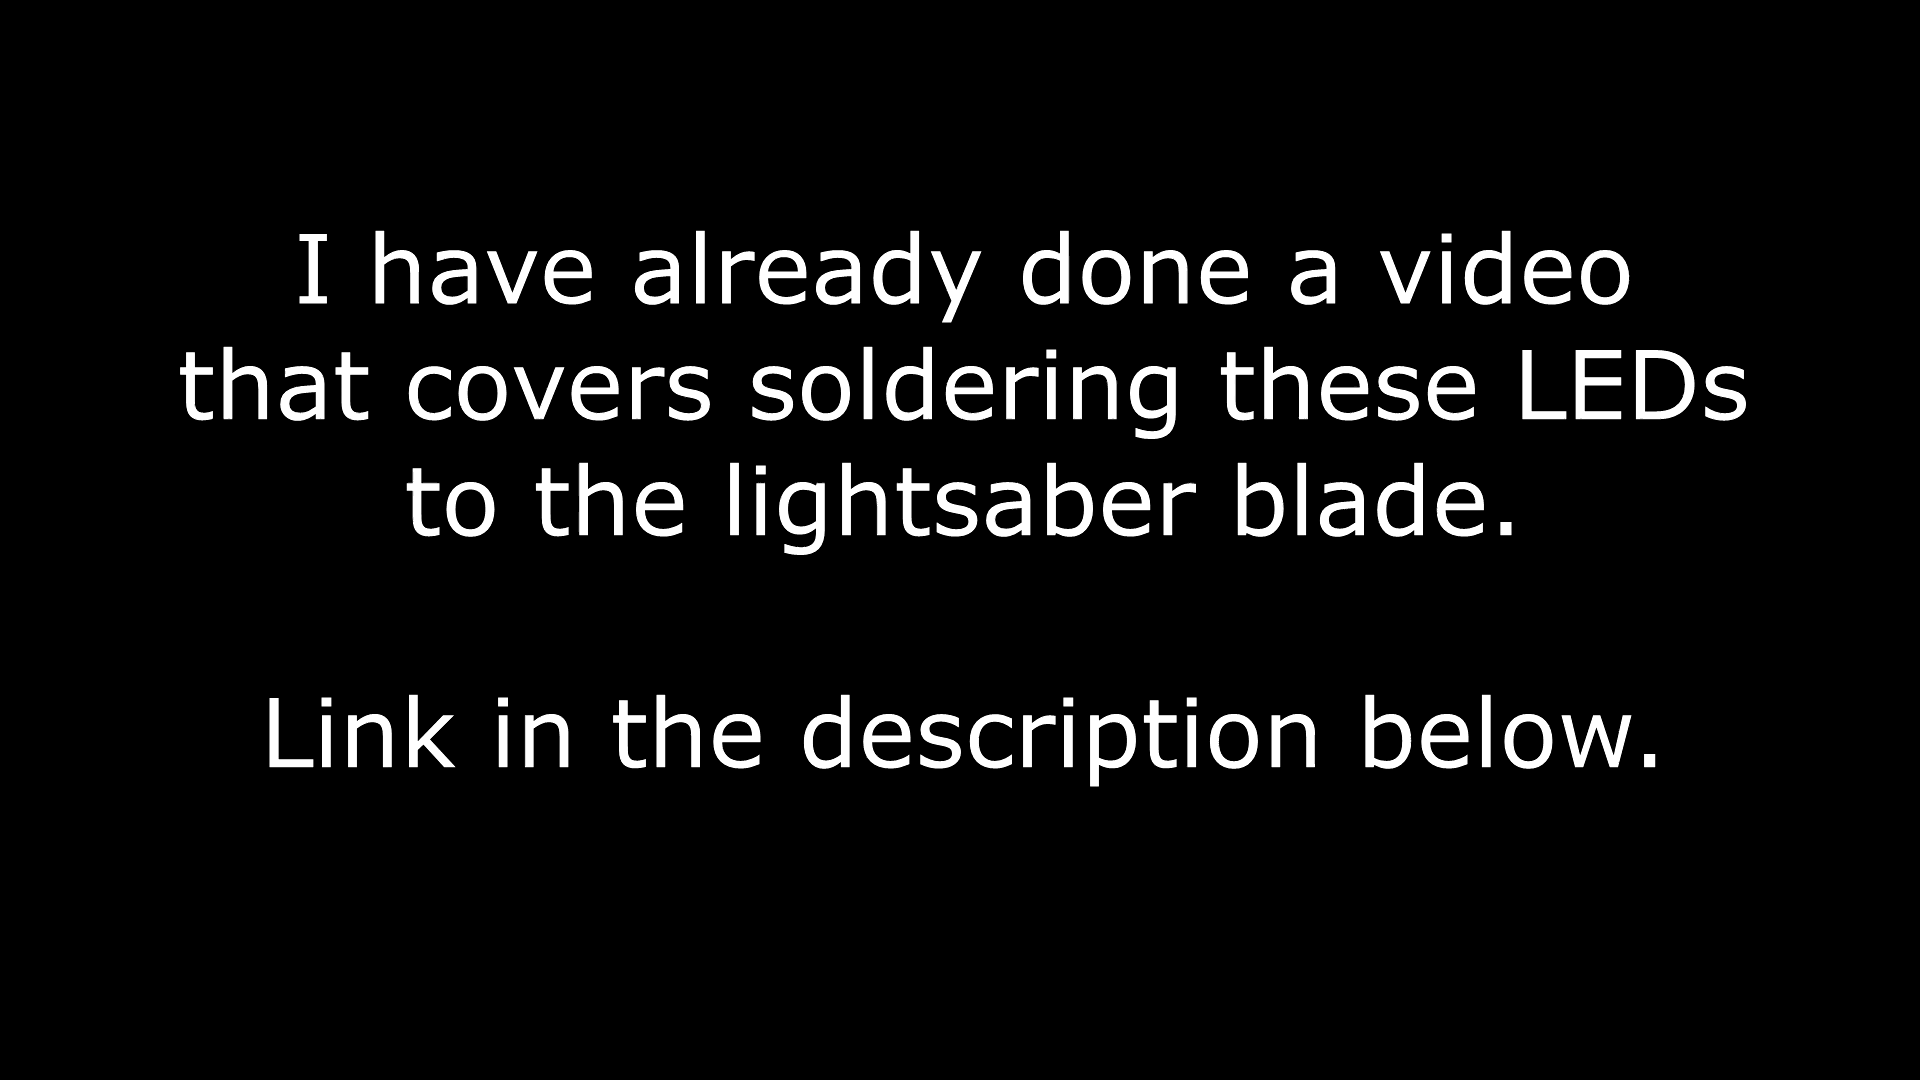 I have already done a video
that covers soldering these LEDs
to the lightsaber blade.
Link in the description below.